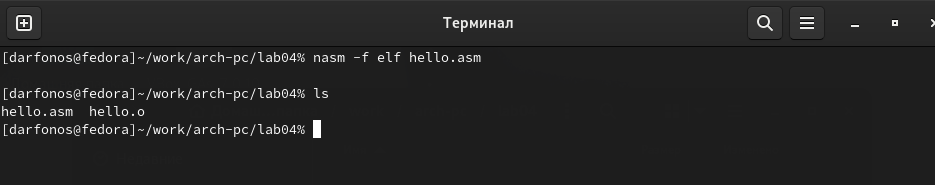 Терминал
[darfonos@fedora]~/work/arch-pc/lab04% nasm -f elf hello.asm
[darfonos@fedora]~/work/arch-pc/lab04% ls
hello.asm  hello.o
[darfonos@fedora]~/work/arch-pc/lab04%